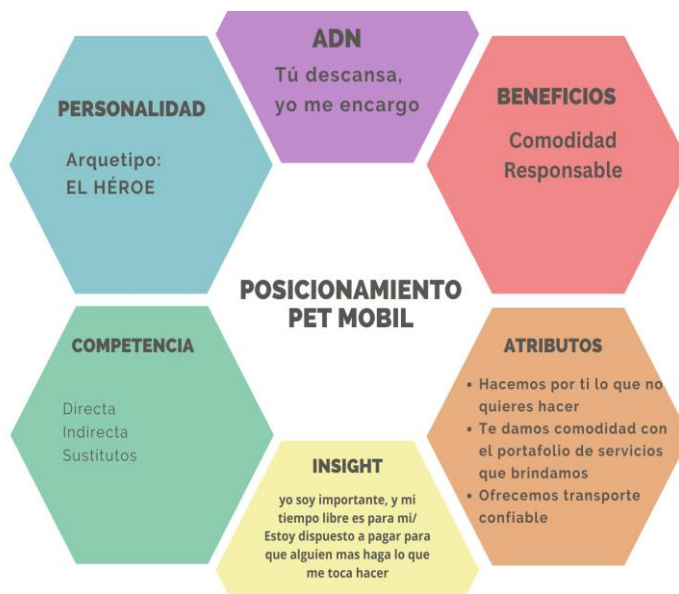 ADN
Tú descansa,
yo me encargo
PERSONALIDAD
Arquetipo:
EL HÉROE
BENEFICIOS
Comodidad
Responsable
POSICIONAMIENTO
PET MOBIL
COMPETENCIA
Directa
Indirecta
Sustitutos
ATRIBUTOS
• Hacemos por ti lo que no
quieres hacer
• Te damos comodidad con
el portafolio de servicios
que brindamos
• Ofrecemos transporte
confiable
INSIGHT
yo soy importante, y mi
tiempo libre es para mi/
Estoy dispuesto a pagar para
que alguien mas haga lo que
me toca hacer